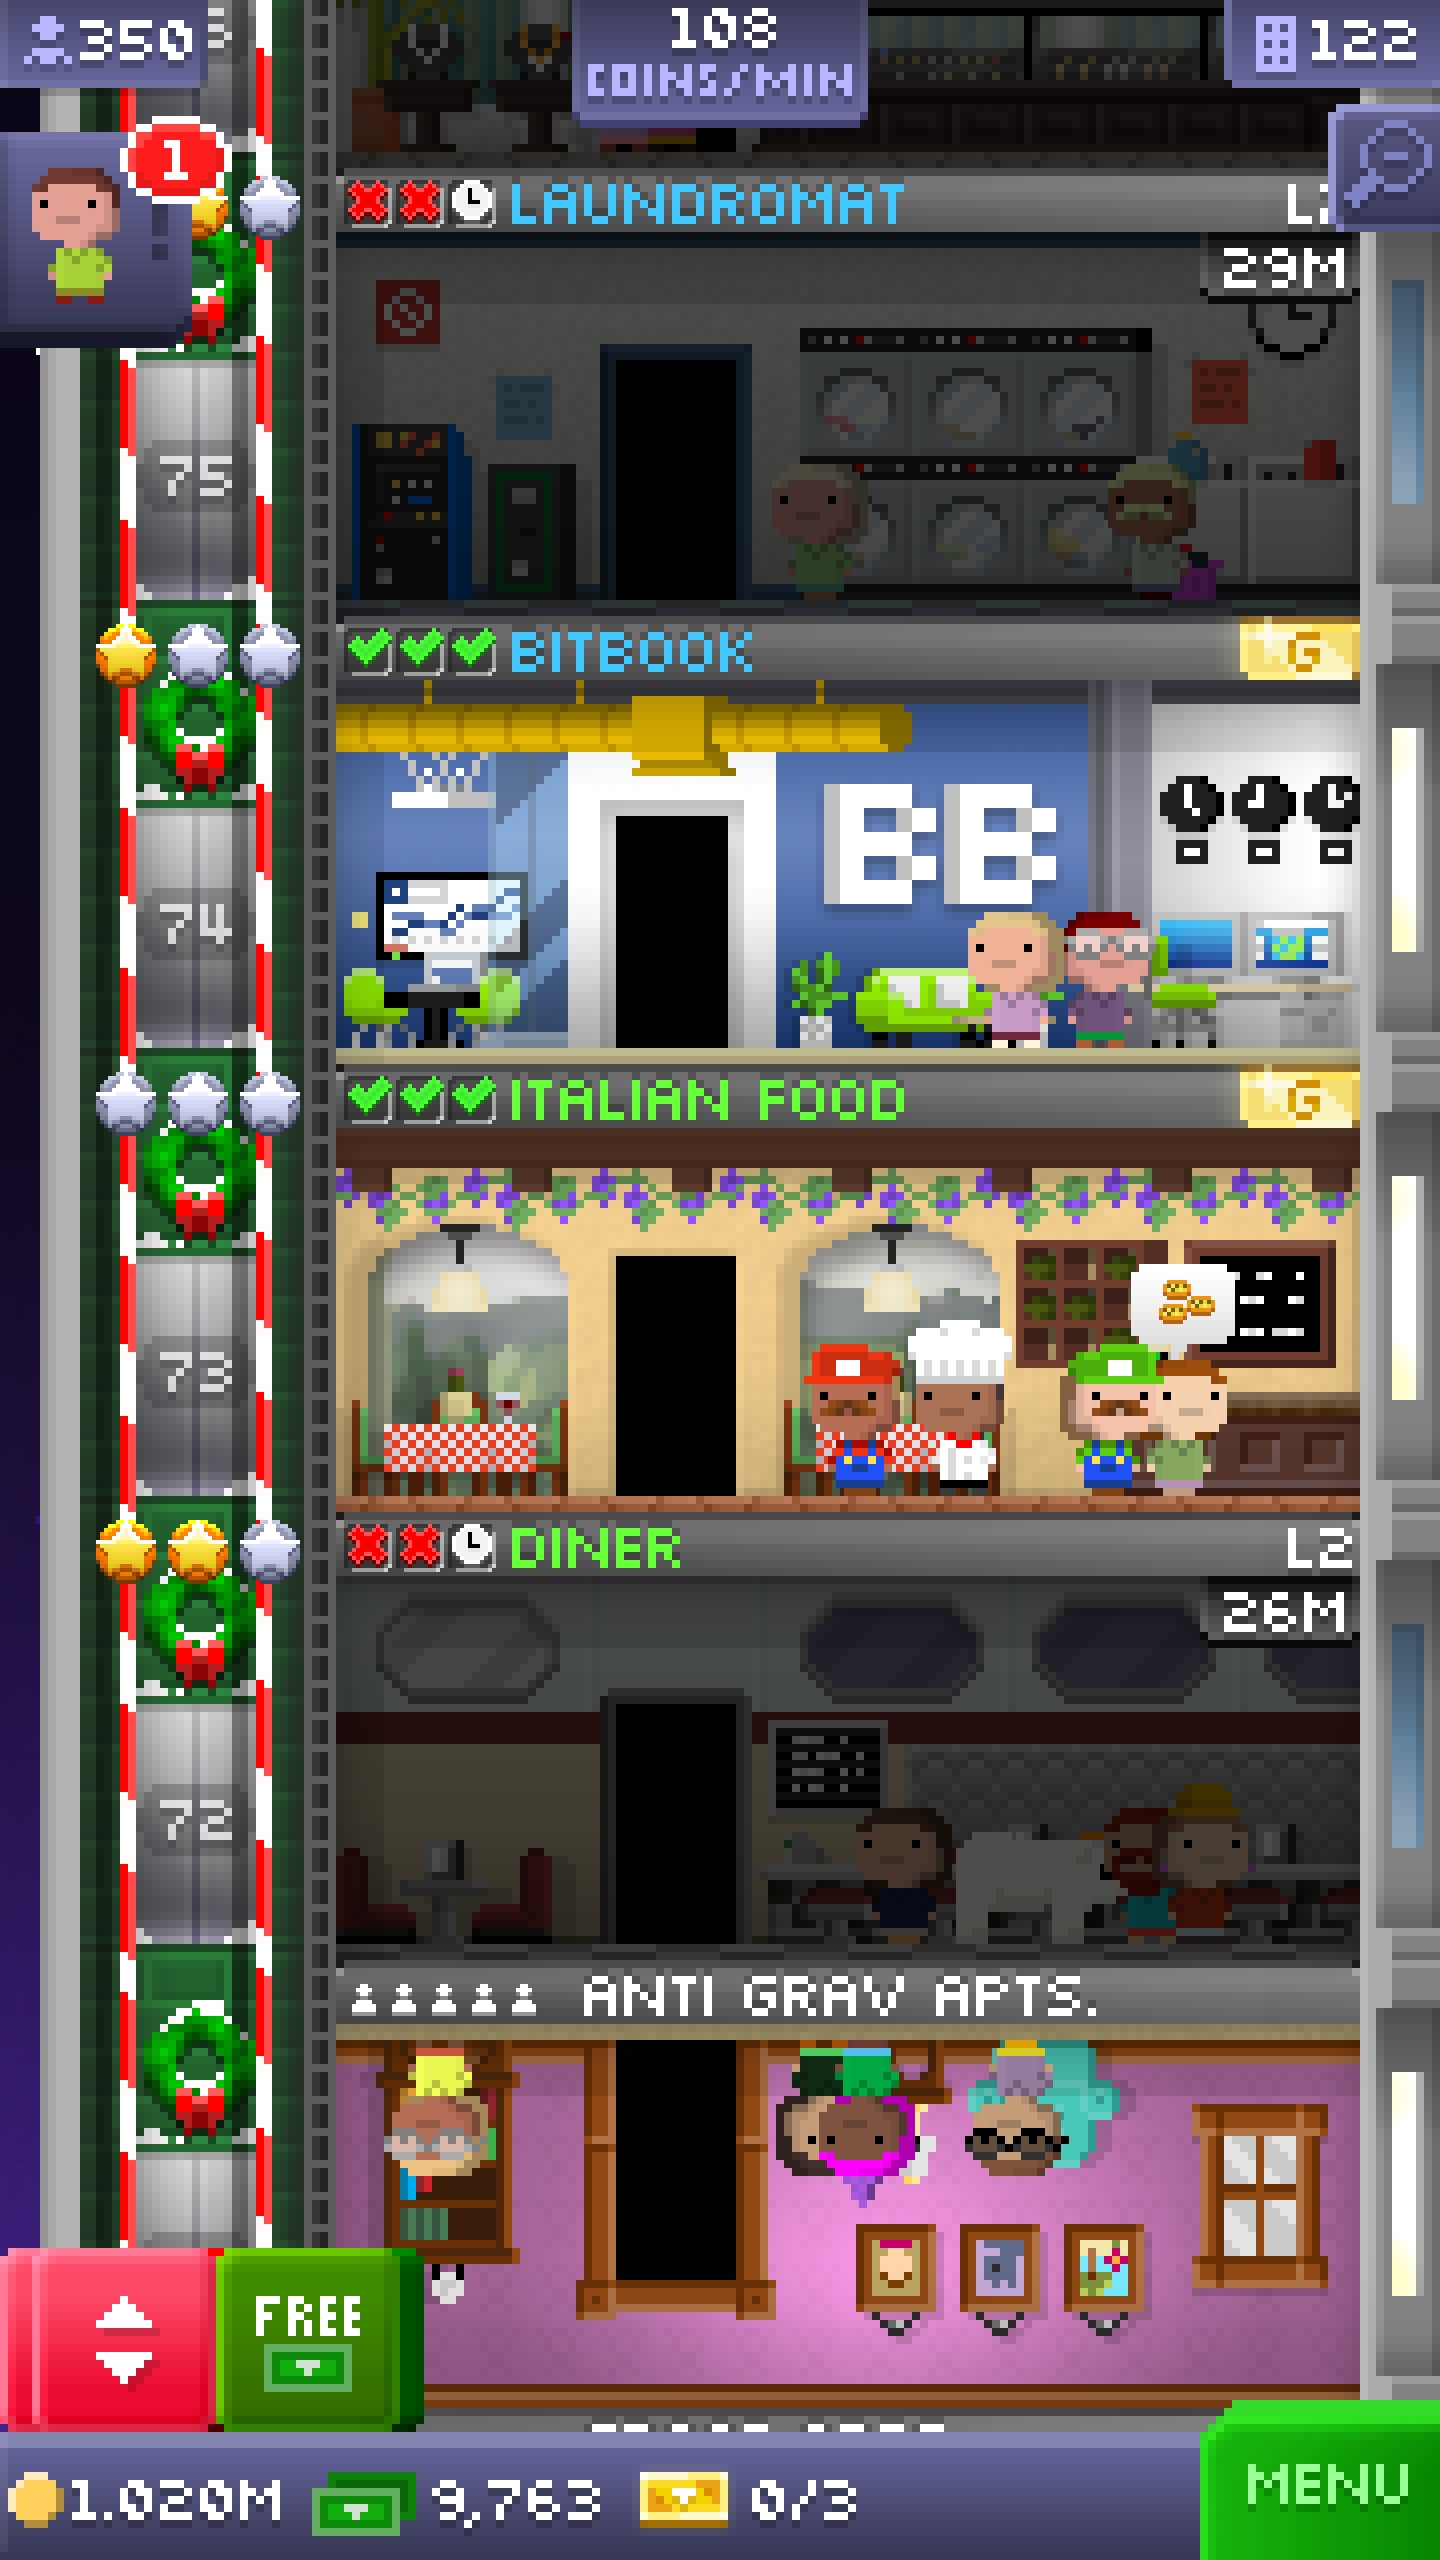 350
108
COINS/MIN
122
1
LAUNDROMAT
29M
75
BITBOOK
G
BB
74
ITALIAN FOOD
G
73
DINER
L2
26M
72
ANTI GRAV APTS.
FREE
1.020M
9,763
0/3
MENU